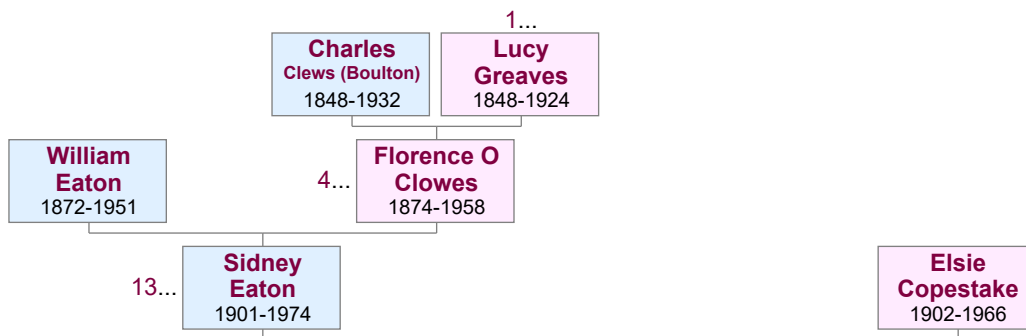 1...
Charles
Clews (Boulton)
1848-1932
Lucy
Greaves
1848-1924
William
Eaton
1872-1951
4...
Florence O
Clowes
1874-1958
13...
Sidney
Eaton
1901-1974
Elsie
Copestake
1902-1966